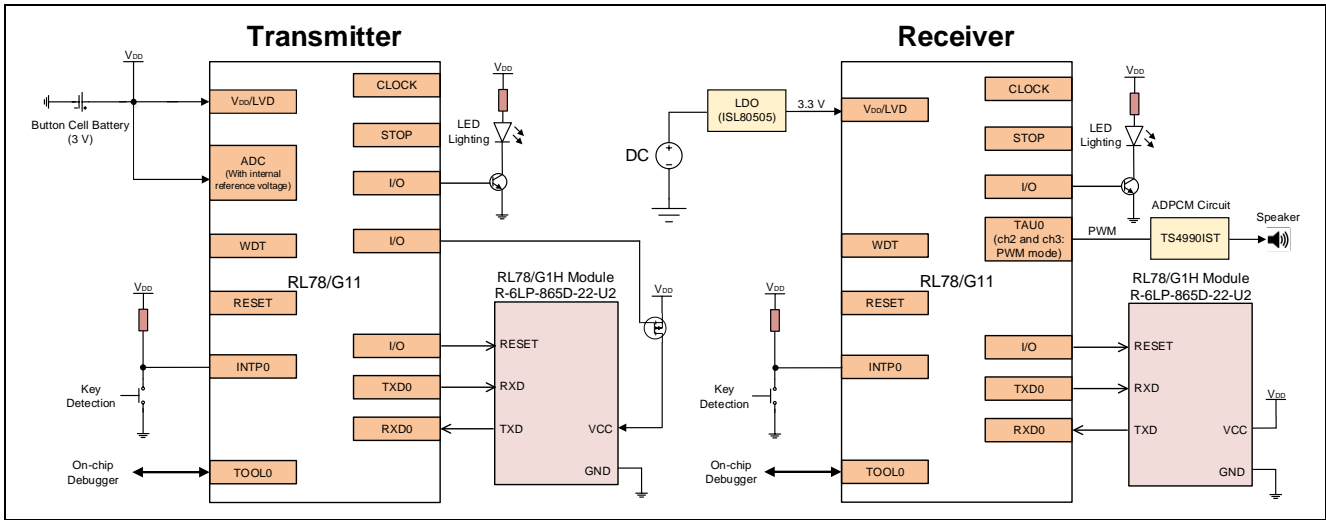 Transmitter
VDD
Button Cell Battery
(3 V)
VDD/LVD
ADC
(With internal
reference voltage)
WDT
RESET
INTP0
TOOL0
RL78/G11
CLOCK
STOP
I/O
I/O
I/O
TXD0
RXD0
VDD
LED
Lighting
VDD
Key
Detection
On-chip
Debugger
RL78/G1H Module
R-6LP-865D-22-U2
RESET
RXD
TXD
VCC
GND
VDD
Receiver
DC
LDO
(ISL80505)
3.3 V
VDD/LVD
WDT
RESET
INTP0
TOOL0
RL78/G11
CLOCK
STOP
I/O
TAU0
(ch2 and ch3:
PWM mode)
I/O
TXD0
RXD0
VDD
LED
Lighting
PWM
ADPCM Circuit
TS4990IST
Speaker
VDD
Key
Detection
On-chip
Debugger
RL78/G1H Module
R-6LP-865D-22-U2
RESET
RXD
TXD
VCC
GND
VDD